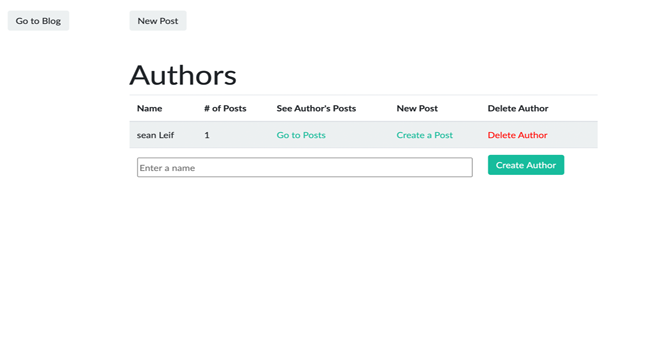 Go to Blog New Post
Authors
Name # of Posts See Author's Posts New Post Delete Author
sean Leif 1 Go to Posts Create a Post Delete Author
Enter a name Create Author